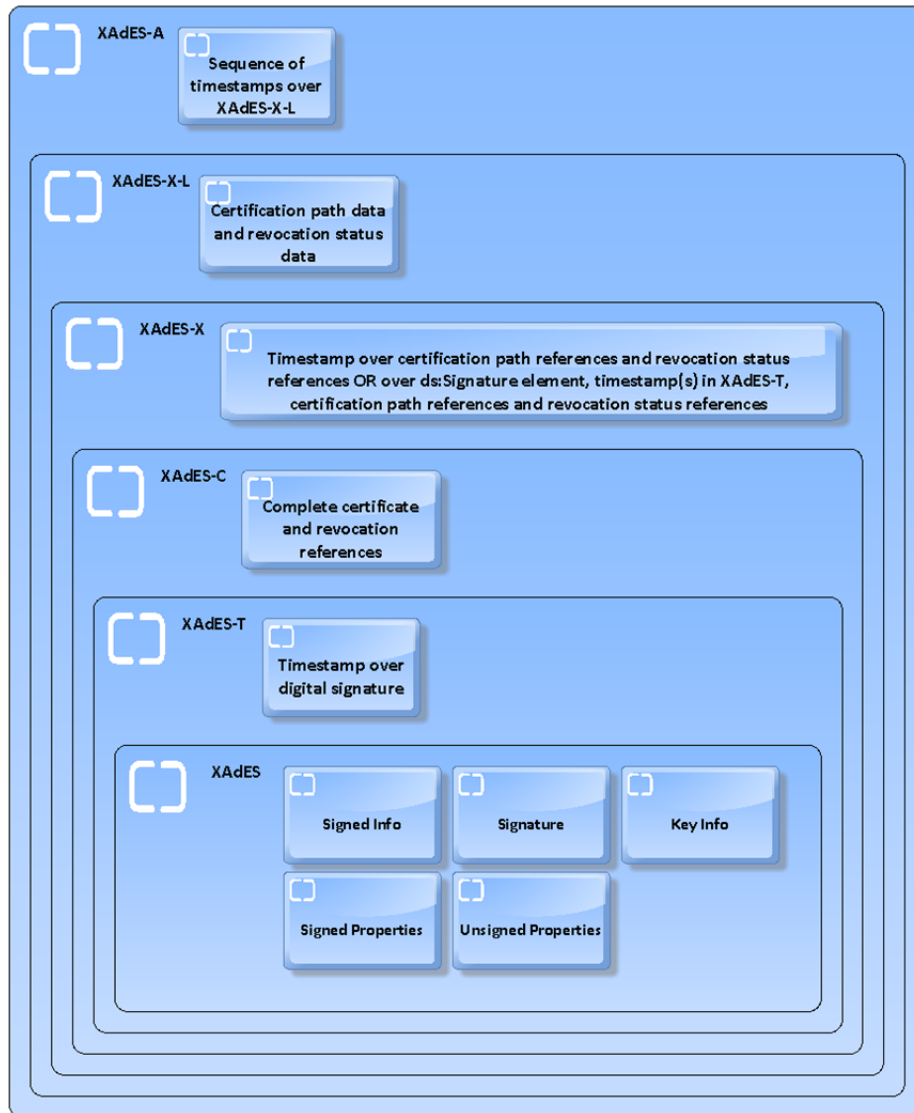 XAdES-A
Sequence of
timestamps over
XAdES-X-L
XAdES-X-L
Certification path data
and revocation status
data
XAdES-X
Timestamp over certification path references and revocation status
references OR over ds:Signature element, timestamp(s) in XAdES-T,
certification path references and revocation status references
XAdES-C
Complete certificate
and revocation
references
XAdES-T
Timestamp over
digital signature
XAdES
Signed Info
Signature
Key Info
Signed Properties
Unsigned Properties